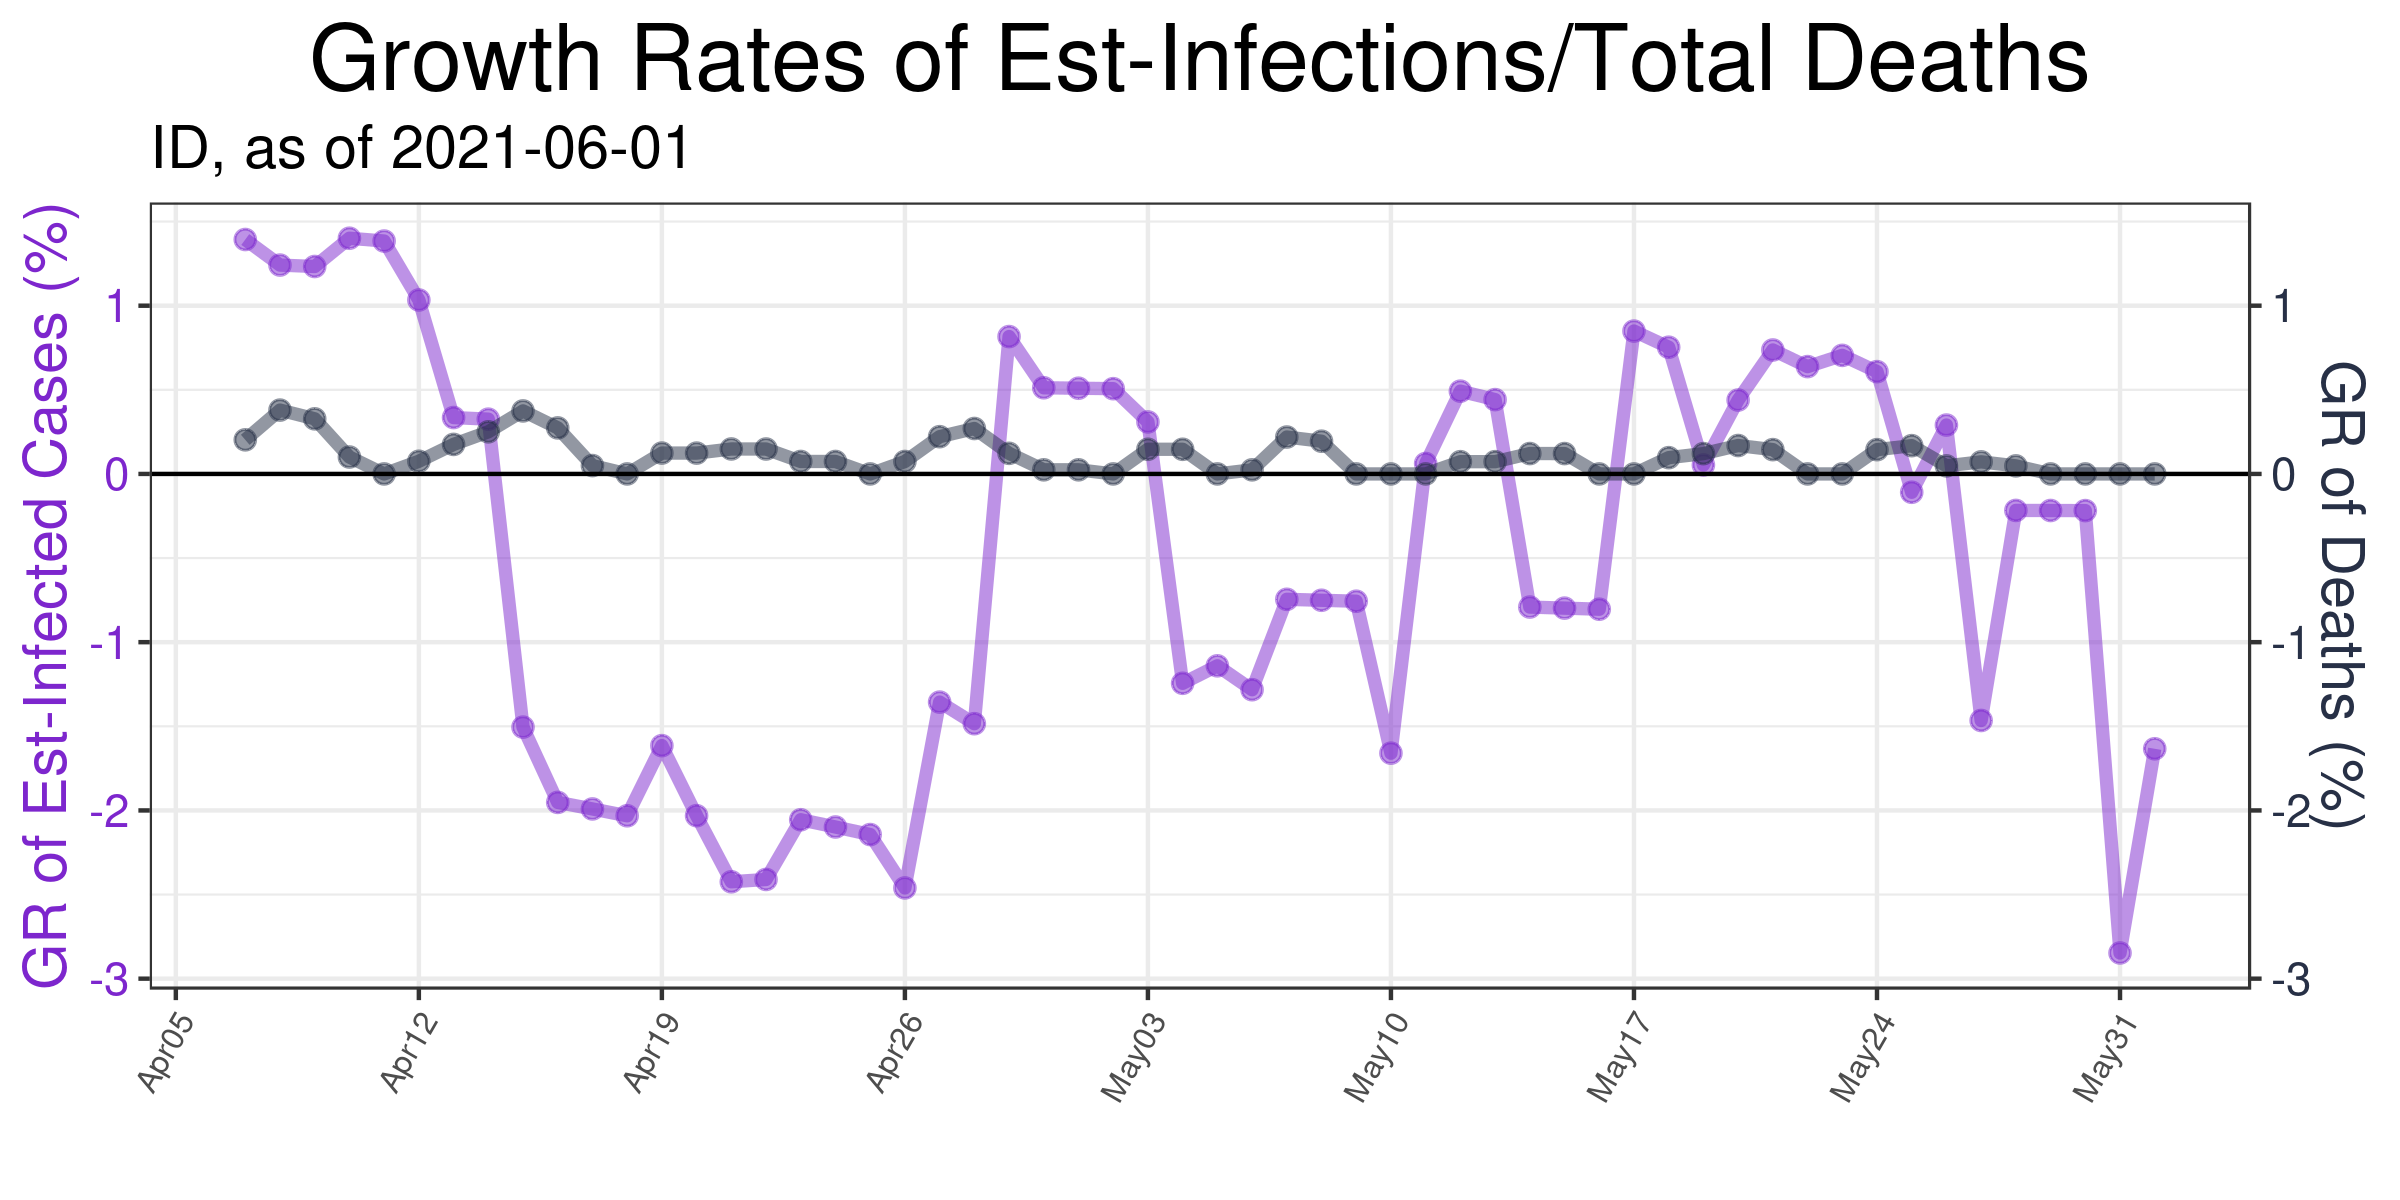 Growth Rates of Est-Infections/Total Deaths
ID, as of 2021-06-01
GR of Est-Infected Cases (%)
1
0
-1
-2
-3
1
0
-1
-2
-3
GR of Deaths (%)
Apr05
Apr12
Apr19
Apr26
May03
May10
May17
May24
May31